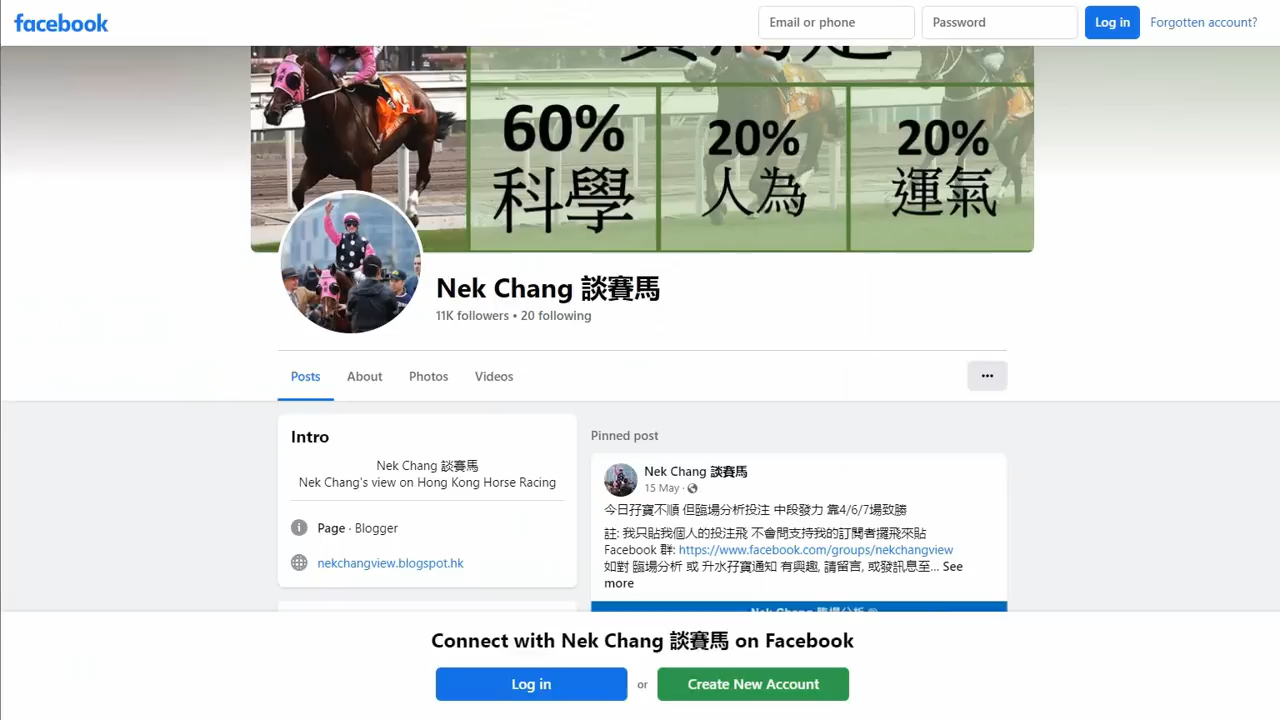 facebook
Email or phone
Password
Log in
Forgotten account?
60%
20%
20%
科學
人為
運氣
Nek Chang 談賽馬
11K followers • 20 following
Posts
About
Photos
Videos
Intro
Nek Chang 談賽馬
Nek Chang's view on Hong Kong Horse Racing
Page · Blogger
nekchangview.blogspot.hk
Pinned post
Nek Chang 談賽馬
15 May ·
今日孖寶不順 但臨場分析投注 中段發力 靠4/6/7場致勝
註: 我只貼我個人的投注飛 不會問支持我的訂閱者攞飛來貼
Facebook 群: https://www.facebook.com/groups/nekchangview
如對 臨場分析 或 升水孖寶通知 有興趣, 請留言, 或發訊息至... See
more
Connect with Nek Chang 談賽馬 on Facebook
Log in
or
Create New Account